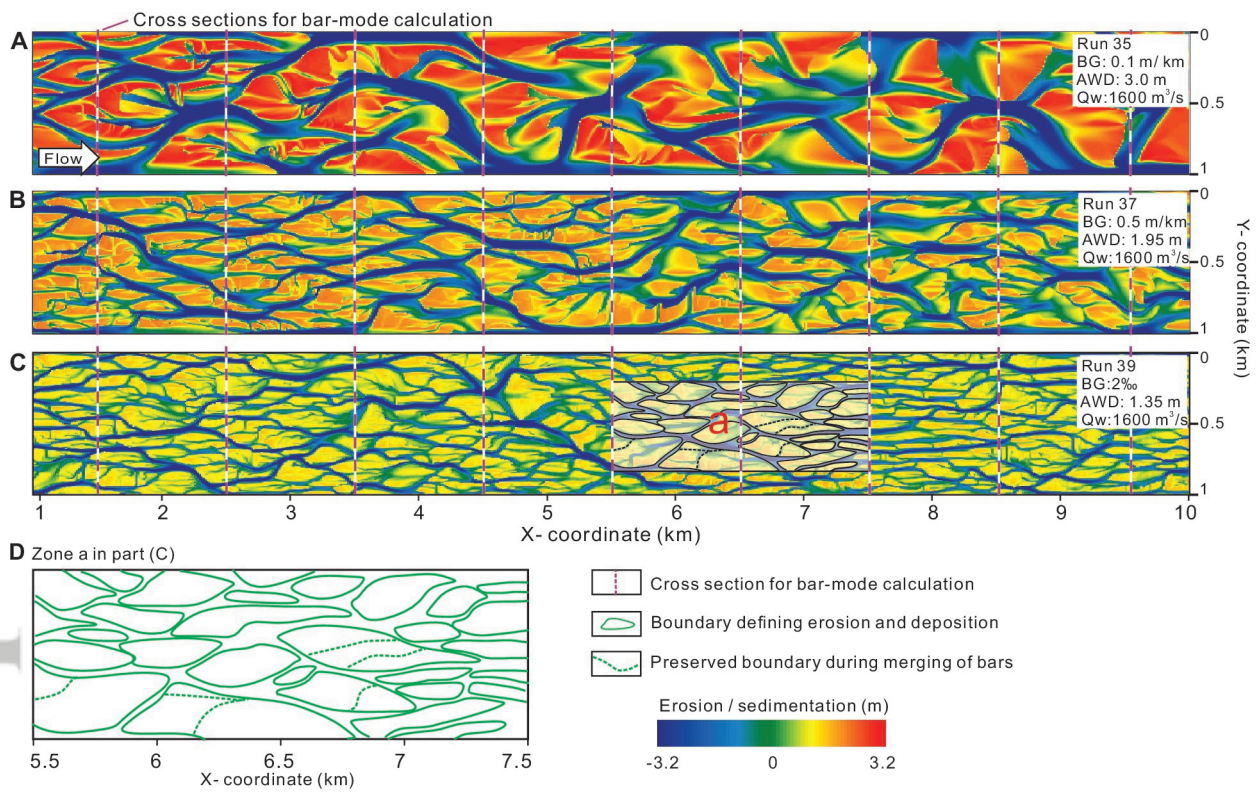 Cross sections for bar-mode calculation
A
Run 35
BG: 0.1 m/ km
AWD: 3.0 m
Qw:1600 m³/s
Flow
0
0.5
1
B
Run 37
BG: 0.5 m/km
AWD: 1.95 m
Qw:1600 m³/s
0
0.5
1
Y- coordinate (km)
C
Run 39
BG:2‰
AWD: 1.35 m
Qw:1600 m³/s
a
0
0.5
1
1 2 3 4 5 6 7 8 9 10
X- coordinate (km)
D Zone a in part (C)
5.5 6 6.5 7 7.5
X- coordinate (km)
Cross section for bar-mode calculation
Boundary defining erosion and deposition
Preserved boundary during merging of bars
Erosion / sedimentation (m)
-3.2 0 3.2